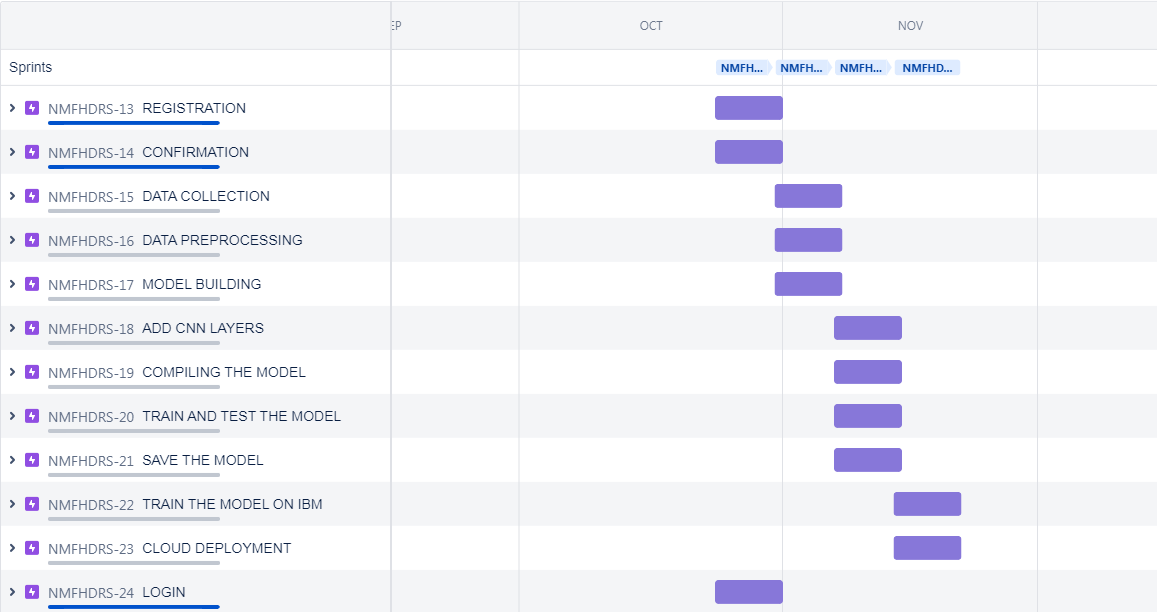 EP OCT NOV
Sprints NMFH... NMFH... NMFH... NMFHD...
NMFHDRS-13 REGISTRATION
NMFHDRS-14 CONFIRMATION
NMFHDRS-15 DATA COLLECTION
NMFHDRS-16 DATA PREPROCESSING
NMFHDRS-17 MODEL BUILDING
NMFHDRS-18 ADD CNN LAYERS
NMFHDRS-19 COMPILING THE MODEL
NMFHDRS-20 TRAIN AND TEST THE MODEL
NMFHDRS-21 SAVE THE MODEL
NMFHDRS-22 TRAIN THE MODEL ON IBM
NMFHDRS-23 CLOUD DEPLOYMENT
NMFHDRS-24 LOGIN